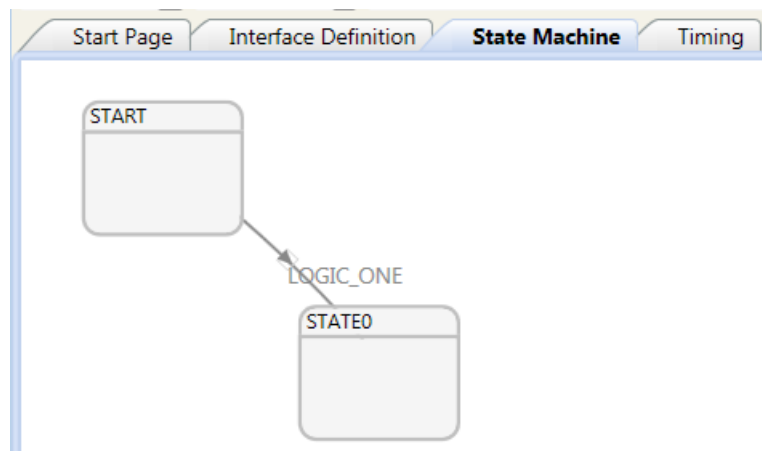 Start Page
Interface Definition
State Machine
Timing
START
LOGIC_ONE
STATE0